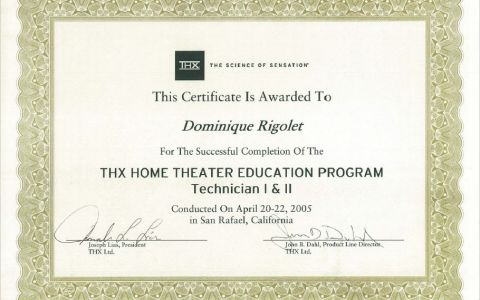 THX THE SCIENCE OF SENSATION
This Certificate Is Awarded To
Dominique Rigolet
For The Successful Completion Of The
THX HOME THEATER EDUCATION PROGRAM
Technician I & II
Conducted On April 20-22, 2005
in San Rafael, California
Joseph Liss, President
THX Ltd.
John B. Dahl, Product Line Director,
THX Ltd.